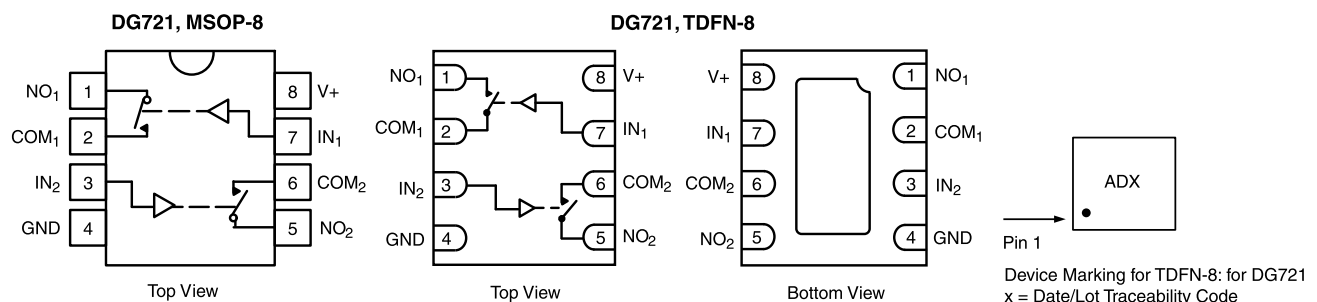 DG721, MSOP-8
NO1 1 8 V+
COM1 2 7 IN1
IN2 3 6 COM2
GND 4 5 NO2
Top View
DG721, TDFN-8
NO1 1 8 V+
COM1 2 7 IN1
IN2 3 6 COM2
GND 4 5 NO2
Top View
V+ 8 1 NO1
IN1 7 2 COM1
COM2 6 3 IN2
NO2 5 4 GND
Bottom View
ADX
Pin 1
Device Marking for TDFN-8: for DG721
x = Date/Lot Traceability Code